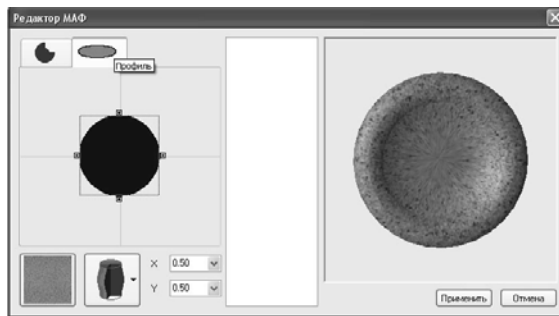 Редактор МАФ
Профиль
X 0.50
Y 0.50
Применить Отмена